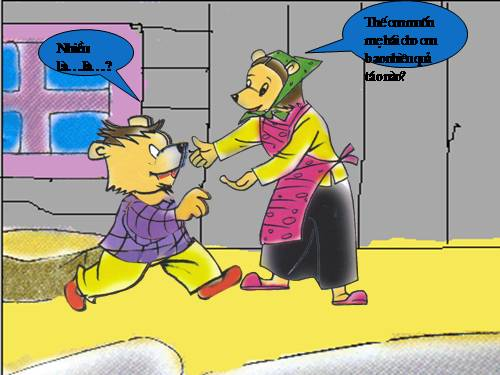 Nhiều
là…là…?
Thế con muốn
mẹ hái cho con
bao nhiêu quả
táo nào?